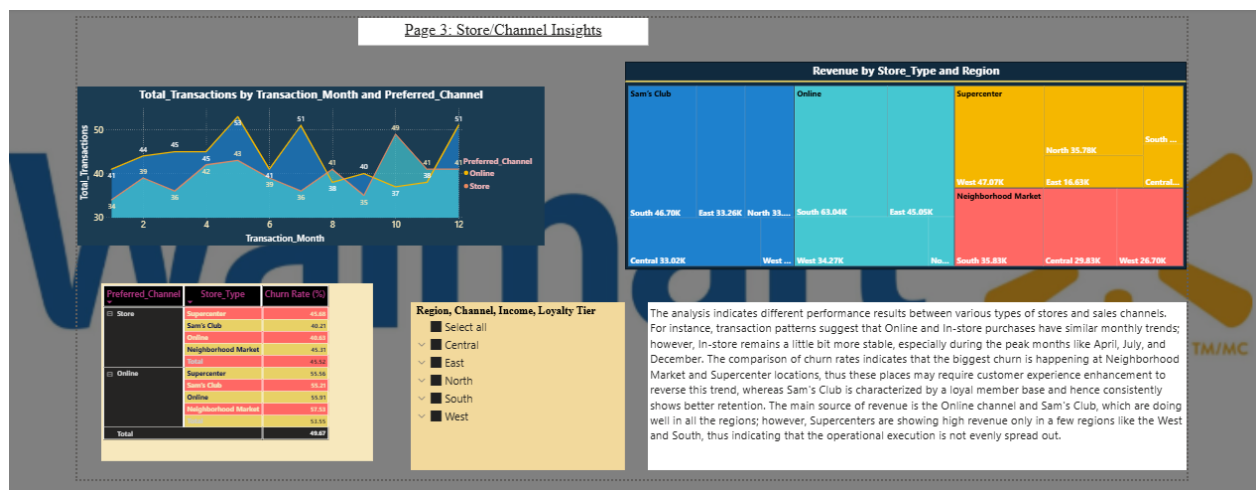 Page 3: Store/Channel Insights
Total_Transactions by Transaction_Month and Preferred_Channel
Total_Transactions
50
40
30
41
44
45
45
53
41
51
38
40
37
38
51
34
39
36
42
43
39
36
41
35
49
41
41
2
4
6
8
10
12
Transaction_Month
Preferred_Channel
Online
Store
Revenue by Store_Type and Region
Sam's Club
South 46.70K
East 33.26K
North 33....
Central 33.02K
West ...
Online
South 63.04K
East 45.05K
West 34.27K
No...
Supercenter
West 47.07K
North 35.78K
East 16.63K
South ...
Central...
Neighborhood Market
South 35.83K
Central 29.83K
West 26.70K
Walmart
TM/MC
Preferred_Channel Store_Type Churn Rate (%)
Store Supercenter 45.68
Sam's Club 40.21
Online 48.63
Neighborhood Market 45.31
Total 45.52
Online Supercenter 55.56
Sam's Club 55.21
Online 55.91
Neighborhood Market 57.53
53.55
Total 49.67
Region, Channel, Income, Loyalty Tier
Select all
Central
East
North
South
West
The analysis indicates different performance results between various types of stores and sales channels.
For instance, transaction patterns suggest that Online and In-store purchases have similar monthly trends;
however, In-store remains a little bit more stable, especially during the peak months like April, July, and
December. The comparison of churn rates indicates that the biggest churn is happening at Neighborhood
Market and Supercenter locations, thus these places may require customer experience enhancement to
reverse this trend, whereas Sam's Club is characterized by a loyal member base and hence consistently
shows better retention. The main source of revenue is the Online channel and Sam's Club, which are doing
well in all the regions; however, Supercenters are showing high revenue only in a few regions like the West
and South, thus indicating that the operational execution is not evenly spread out.